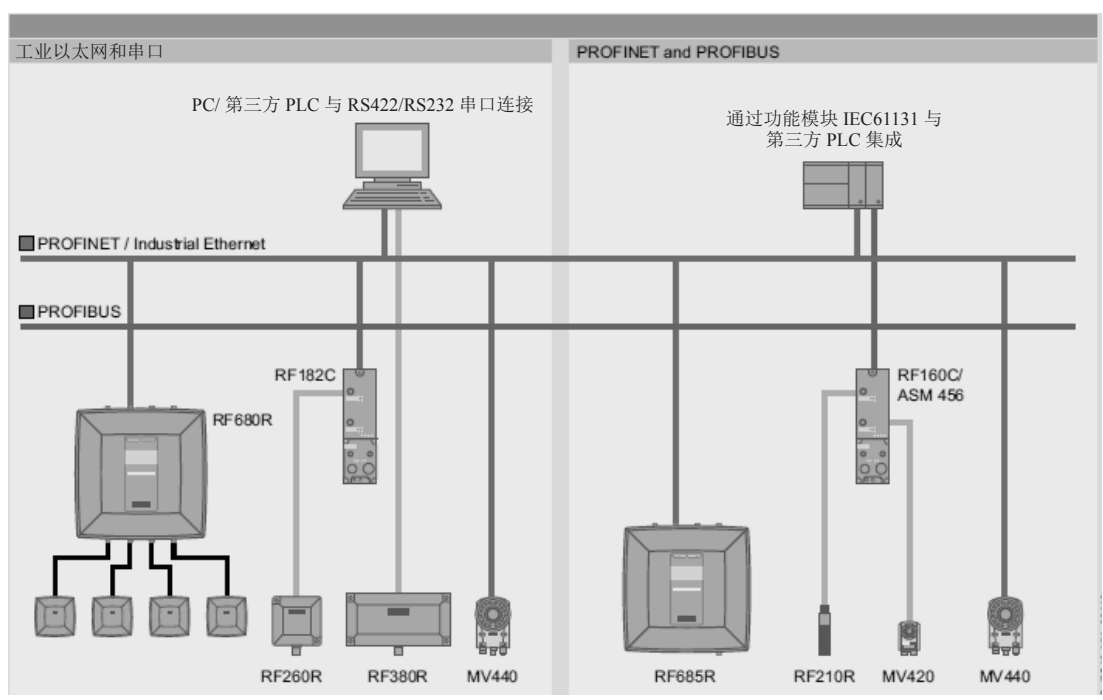 工业以太网和串口
PROFINET and PROFIBUS
PC/ 第三方 PLC 与 RS422/RS232 串口连接
通过功能模块 IEC61131 与
第三方 PLC 集成
PROFINET / Industrial Ethernet
PROFIBUS
RF182C
RF680R
RF160C/
ASM 456
RF260R
RF380R
MV440
RF685R
RF210R
MV420
MV440